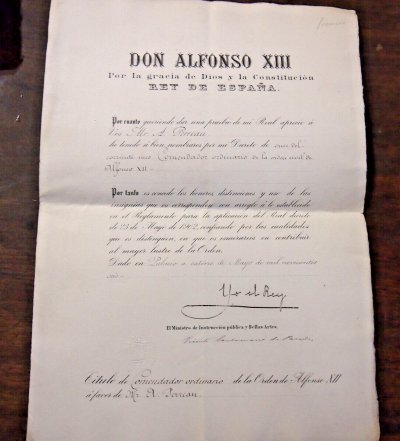 DON ALFONSO XIII
Por la gracia de Dios y la Constitución
REY DE ESPAÑA.
Por cuanto queriendo dar una prueba de mi Real aprecio á
Vos Mr. A. Perreau
he tenido á bien nombraros por mi Decreto de once del
corriente mes Comendador ordinario de la orden civil de
Alfonso XII.-
Por tanto os concedo los honores, distinciones y uso de las
insignias que os corresponden con arreglo á lo establecido
en el Reglamento para la aplicación del Real decreto
de 23 de Mayo de 1902, confiando por las cualidades
que os distinguen, en que os esmeraréis en contribuir
al mayor lustre de la Orden.
Dado en Palacio a catorce de Mayo de mil novecientos
Yo el Rey
El Ministro de Instrucción pública y Bellas Artes.
Título de Comendador ordinario de la Orden de Alfonso XII
á favor de Mr. A. Perreau.